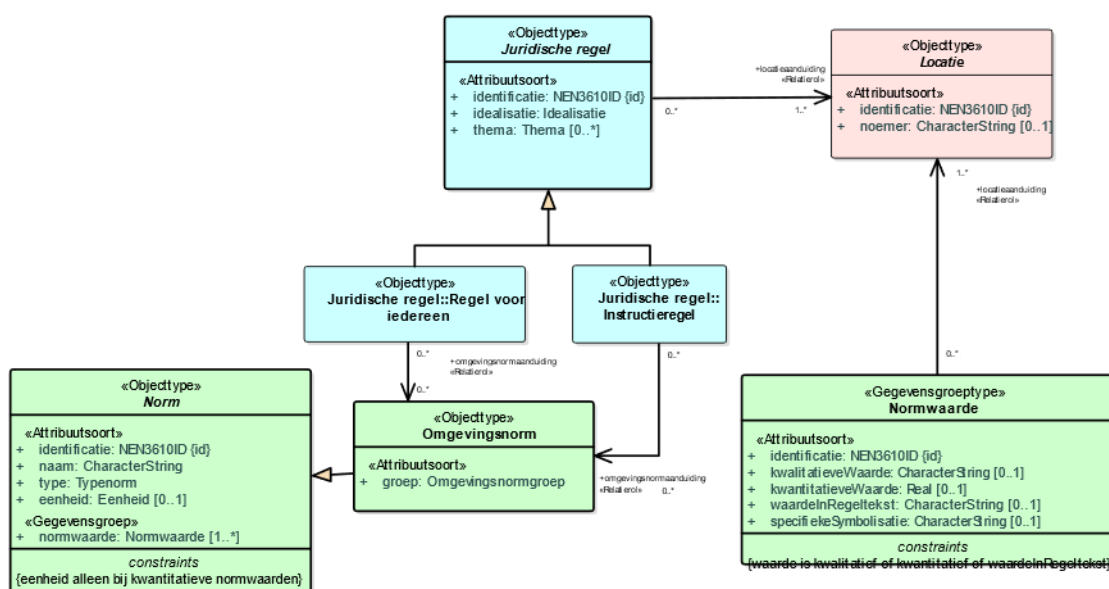 «Objecttype»
Juridische regel
«Attribuutsoort»
+ identificatie: NEN3610ID {id}
+ idealisatie: Idealisatie
+ thema: Thema [0..*]
+locatieaanduiding
«Relatierol»
0..*
1..*
«Objecttype»
Locatie
«Attribuutsoort»
+ identificatie: NEN3610ID {id}
+ noemer: CharacterString [0..1]
1..*
+locatieaanduiding
«Relatierol»
0..*
«Objecttype»
Juridische regel::Regel voor
iedereen
«Objecttype»
Juridische regel::
Instructieregel
0..*
+omgevingsnormaanduiding
«Relatierol»
0..*
0..*
+omgevingsnormaanduiding
«Relatierol»
0..*
«Objecttype»
Norm
«Attribuutsoort»
+ identificatie: NEN3610ID {id}
+ naam: CharacterString
+ type: Typenorm
+ eenheid: Eenheid [0..1]
«Gegevensgroep»
+ normwaarde: Normwaarde [1..*]
constraints
{eenheid alleen bij kwantitatieve normwaarden}
«Objecttype»
Omgevingsnorm
«Attribuutsoort»
+ groep: Omgevingsnormgroep
«Gegevensgroeptype»
Normwaarde
«Attribuutsoort»
+ identificatie: NEN3610ID {id}
+ kwalitatieveWaarde: CharacterString [0..1]
+ kwantitatieveWaarde: Real [0..1]
+ waardeInRegeltekst: CharacterString [0..1]
+ specifiekeSymbolisatie: CharacterString [0..1]
constraints
{waarde is kwalitatief of kwantitatief of waardeInRegeltekst}